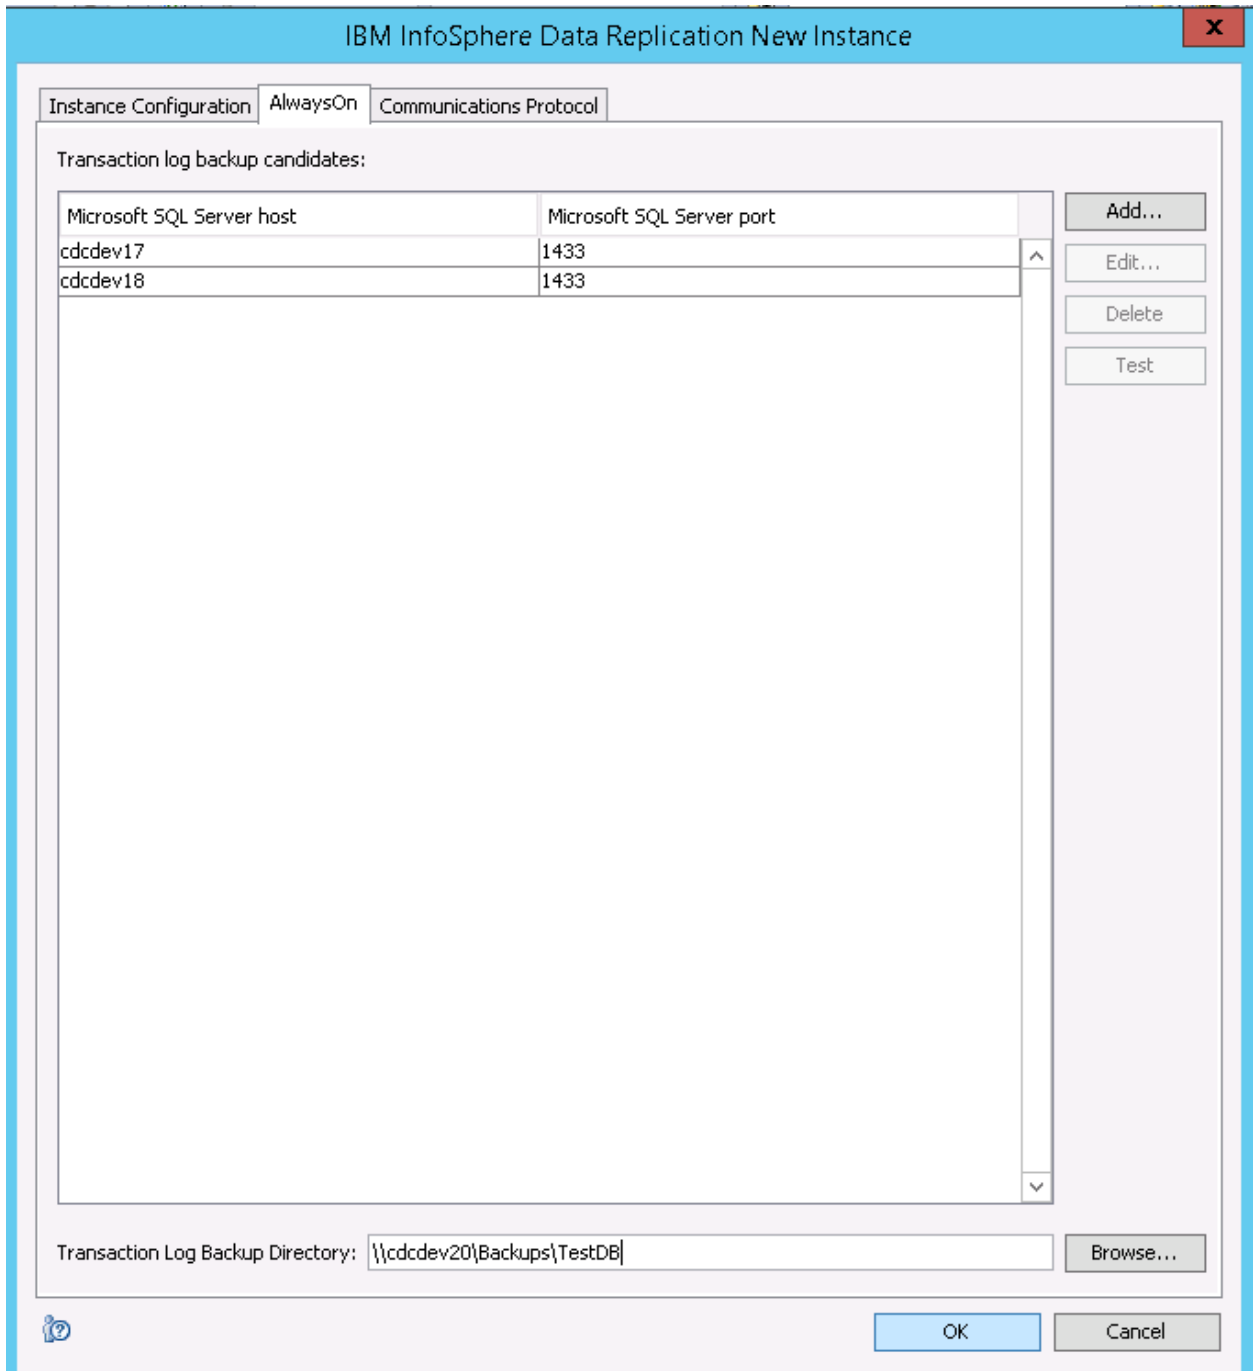 IBM InfoSphere Data Replication New Instance
X
Instance Configuration AlwaysOn Communications Protocol
Transaction log backup candidates:
Microsoft SQL Server host Microsoft SQL Server port Add...
cdcdev17 1433
Edit...
cdcdev18 1433
Delete
Test
Transaction Log Backup Directory: \\cdcdev20\Backups\TestDB Browse...
OK Cancel